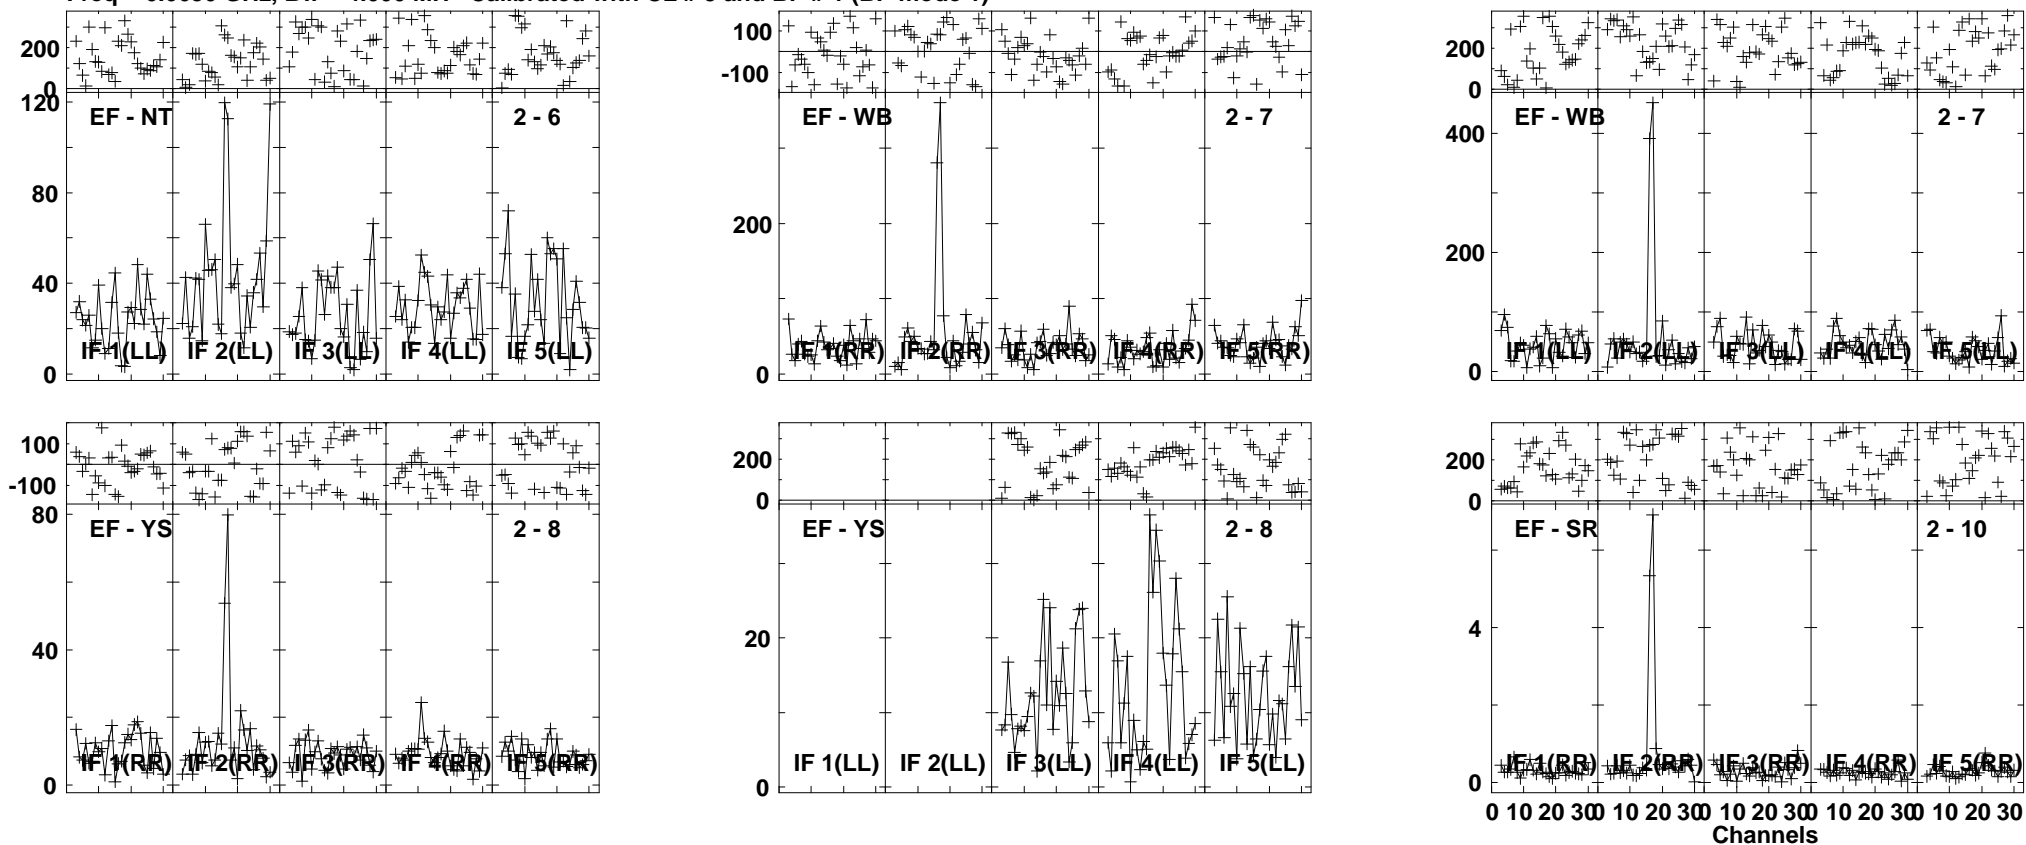 200
0
100
-100
200
0
EF - NT 2 - 6
120
80
40
0
IF 1(LL) IF 2(LL) IF 3(LL) IF 4(LL) IF 5(LL)
EF - WB 2 - 7
200
0
IF 1(RR) IF 2(RR) IF 3(RR) IF 4(RR) IF 5(RR)
EF - WB 2 - 7
400
200
0
IF 1(LL) IF 2(LL) IF 3(LL) IF 4(LL) IF 5(LL)
100
-100
200
0
200
0
EF - YS 2 - 8
80
40
0
IF 1(RR) IF 2(RR) IF 3(RR) IF 4(RR) IF 5(RR)
EF - YS 2 - 8
20
0
IF 1(LL) IF 2(LL) IF 3(LL) IF 4(LL) IF 5(LL)
EF - SR 2 - 10
4
0
IF 1(RR) IF 2(RR) IF 3(RR) IF 4(RR) IF 5(RR)
0 10 20 30 0 10 20 30 0 10 20 30 0 10 20 30 0 10 20 30
Channels